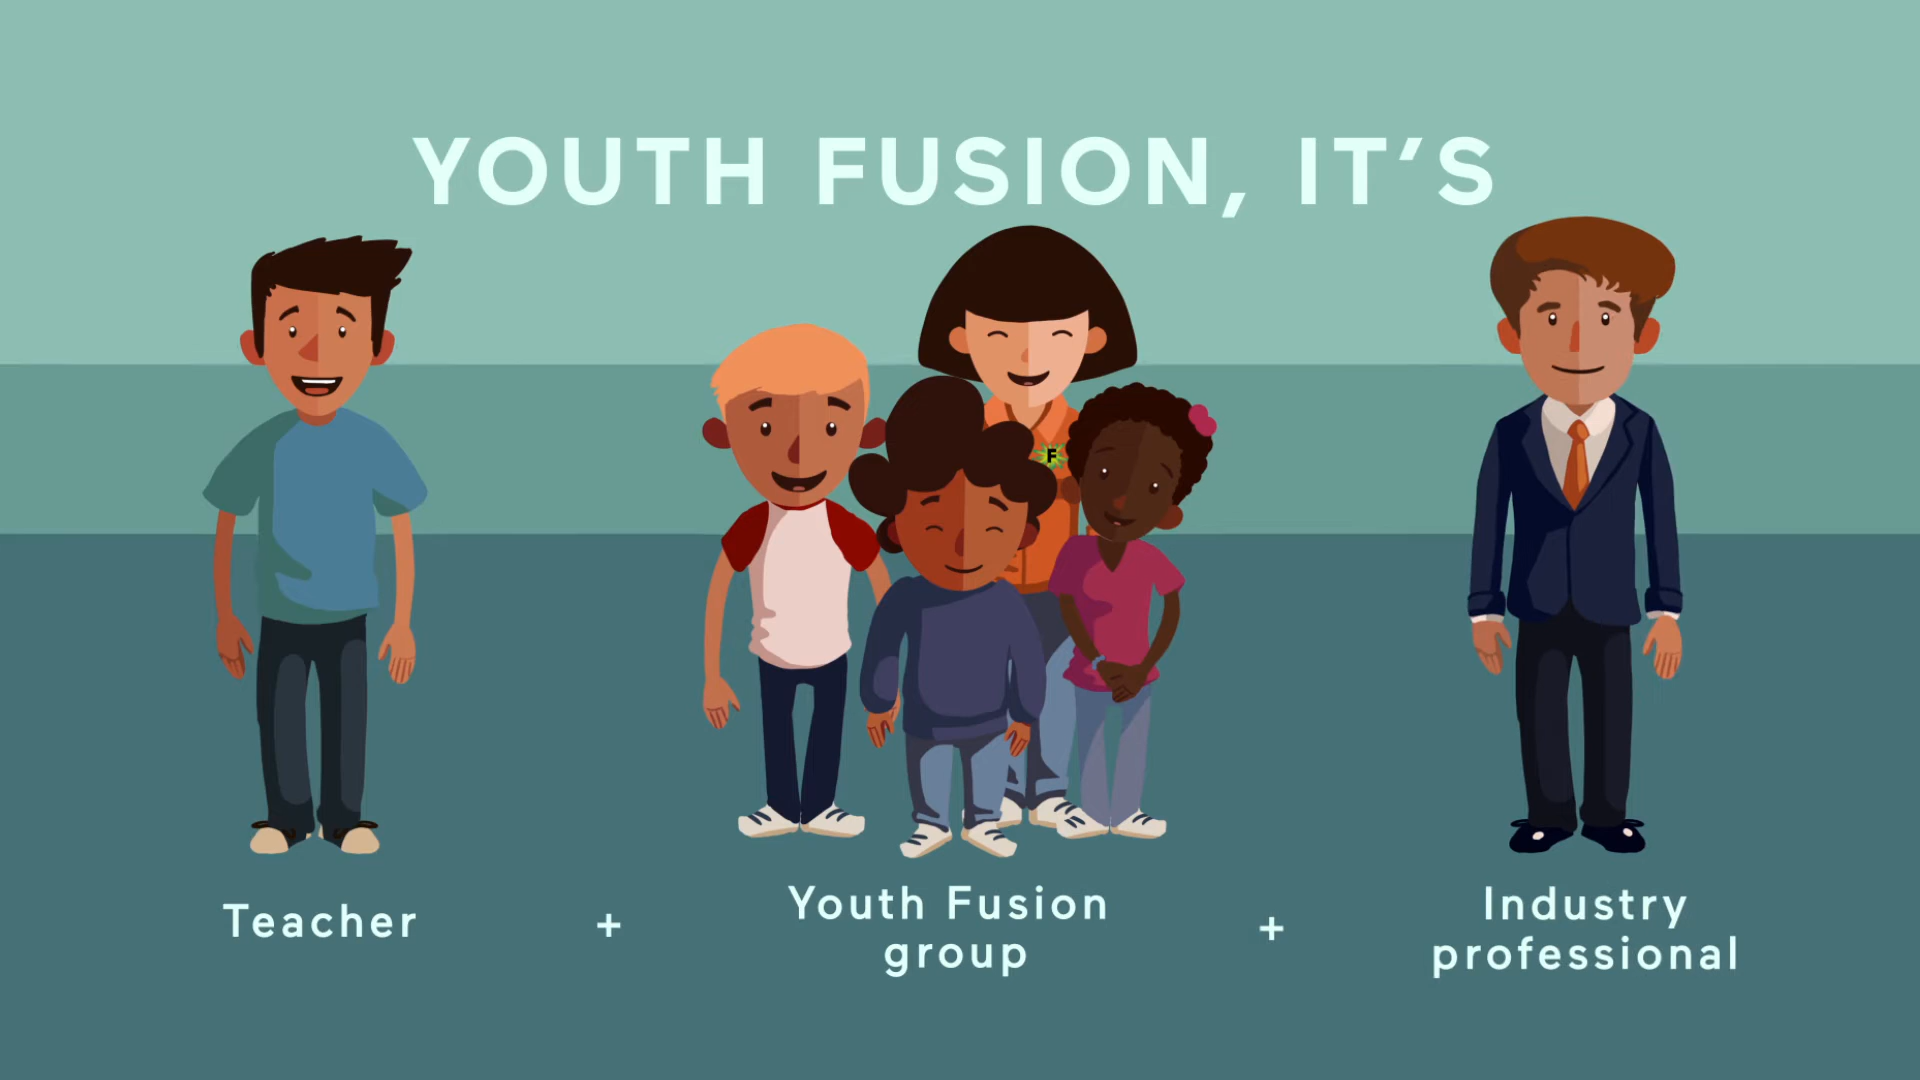 YOUTH FUSION, IT'S
F
Teacher
+
Youth Fusion
group
+
Industry
professional